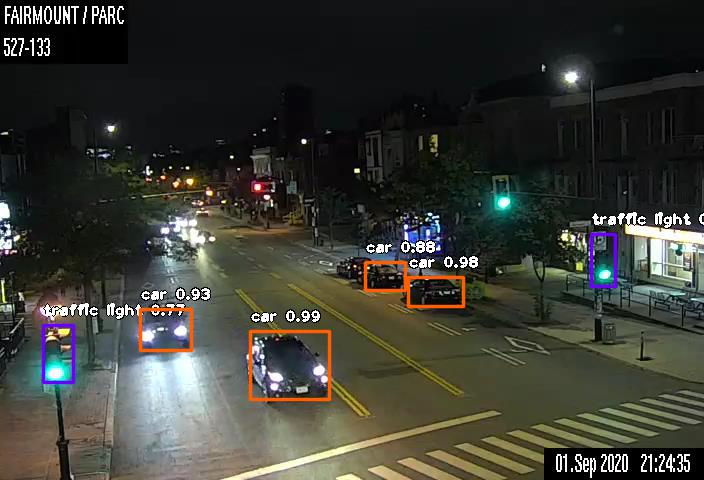 FAIRMOUNT / PARC
527-133
traffic light 0
car 0.88
car 0.98
car 0.93
traffic light 0.77
car 0.99
01.Sep 2020 21:24:35